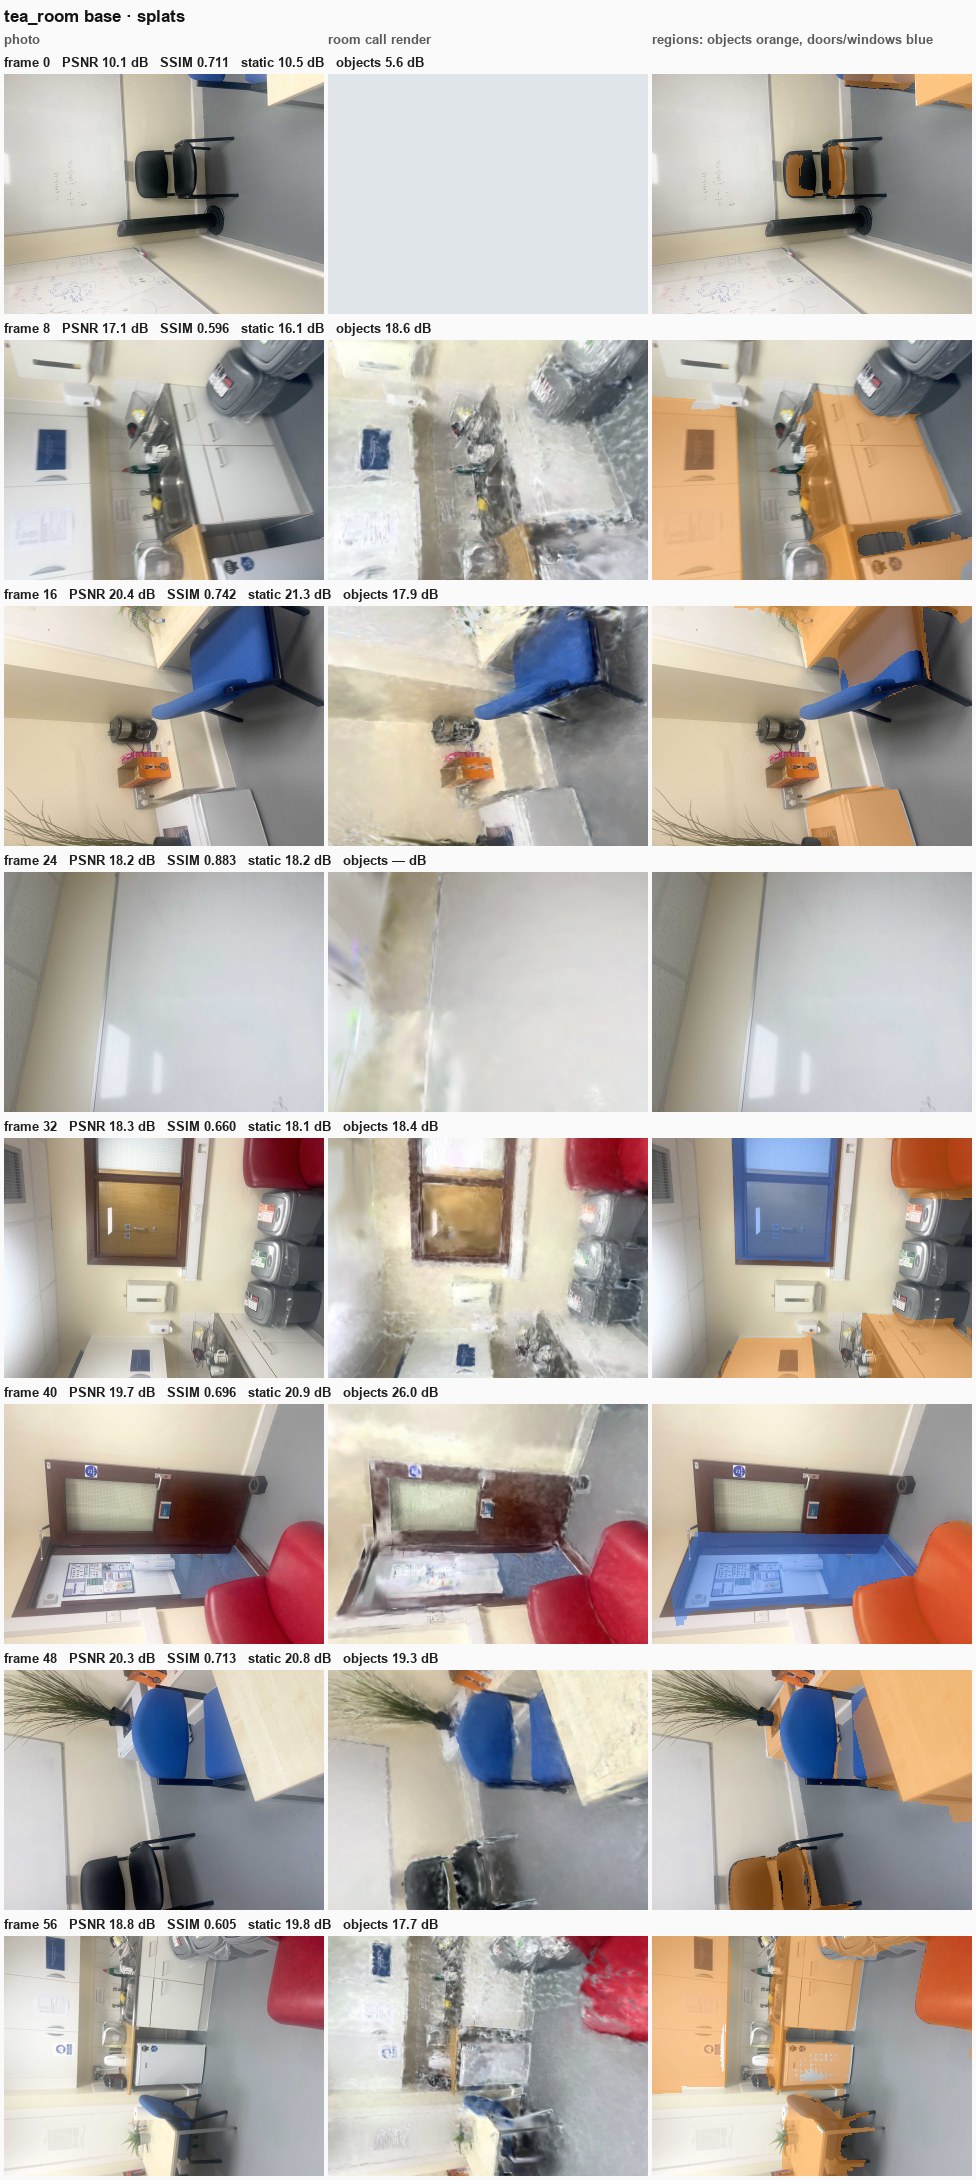 tea_room base · splats
photo room call render regions: objects orange, doors/windows blue
frame 0 PSNR 10.1 dB SSIM 0.711 static 10.5 dB objects 5.6 dB
frame 8 PSNR 17.1 dB SSIM 0.596 static 16.1 dB objects 18.6 dB
frame 16 PSNR 20.4 dB SSIM 0.742 static 21.3 dB objects 17.9 dB
frame 24 PSNR 18.2 dB SSIM 0.883 static 18.2 dB objects — dB
frame 32 PSNR 18.3 dB SSIM 0.660 static 18.1 dB objects 18.4 dB
frame 40 PSNR 19.7 dB SSIM 0.696 static 20.9 dB objects 26.0 dB
frame 48 PSNR 20.3 dB SSIM 0.713 static 20.8 dB objects 19.3 dB
frame 56 PSNR 18.8 dB SSIM 0.605 static 19.8 dB objects 17.7 dB